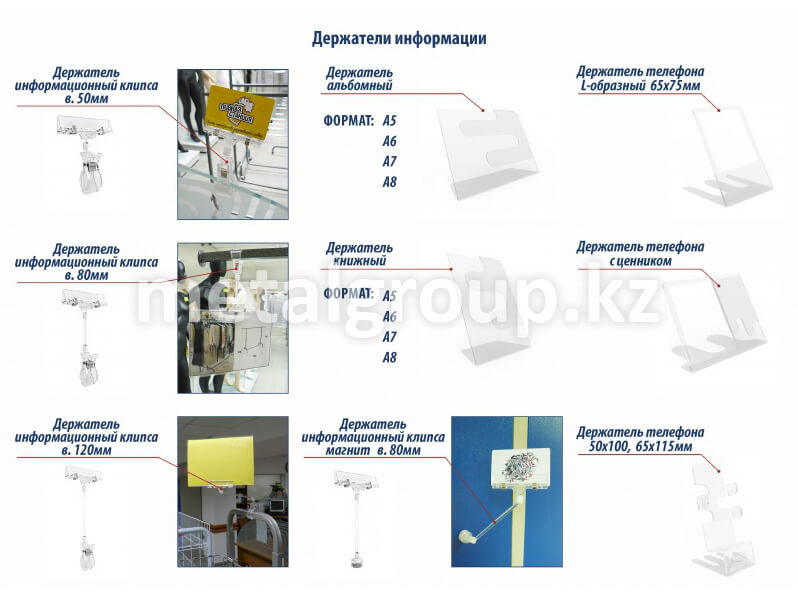 Держатели информации
Держатель
информационный клипса
в. 50мм
Держатель
альбомный
ФОРМАТ: А5
А6
А7
А8
Держатель телефона
L-образный 65х75мм
Держатель
информационный клипса
в. 80мм
Держатель
книжный
ФОРМАТ: А5
А6
А7
А8
Держатель телефона
с ценником
metalgroup.kz
Держатель
информационный клипса
в. 120мм
Держатель
информационный клипса
магнит в. 80мм
Держатель телефона
50х100, 65х115мм